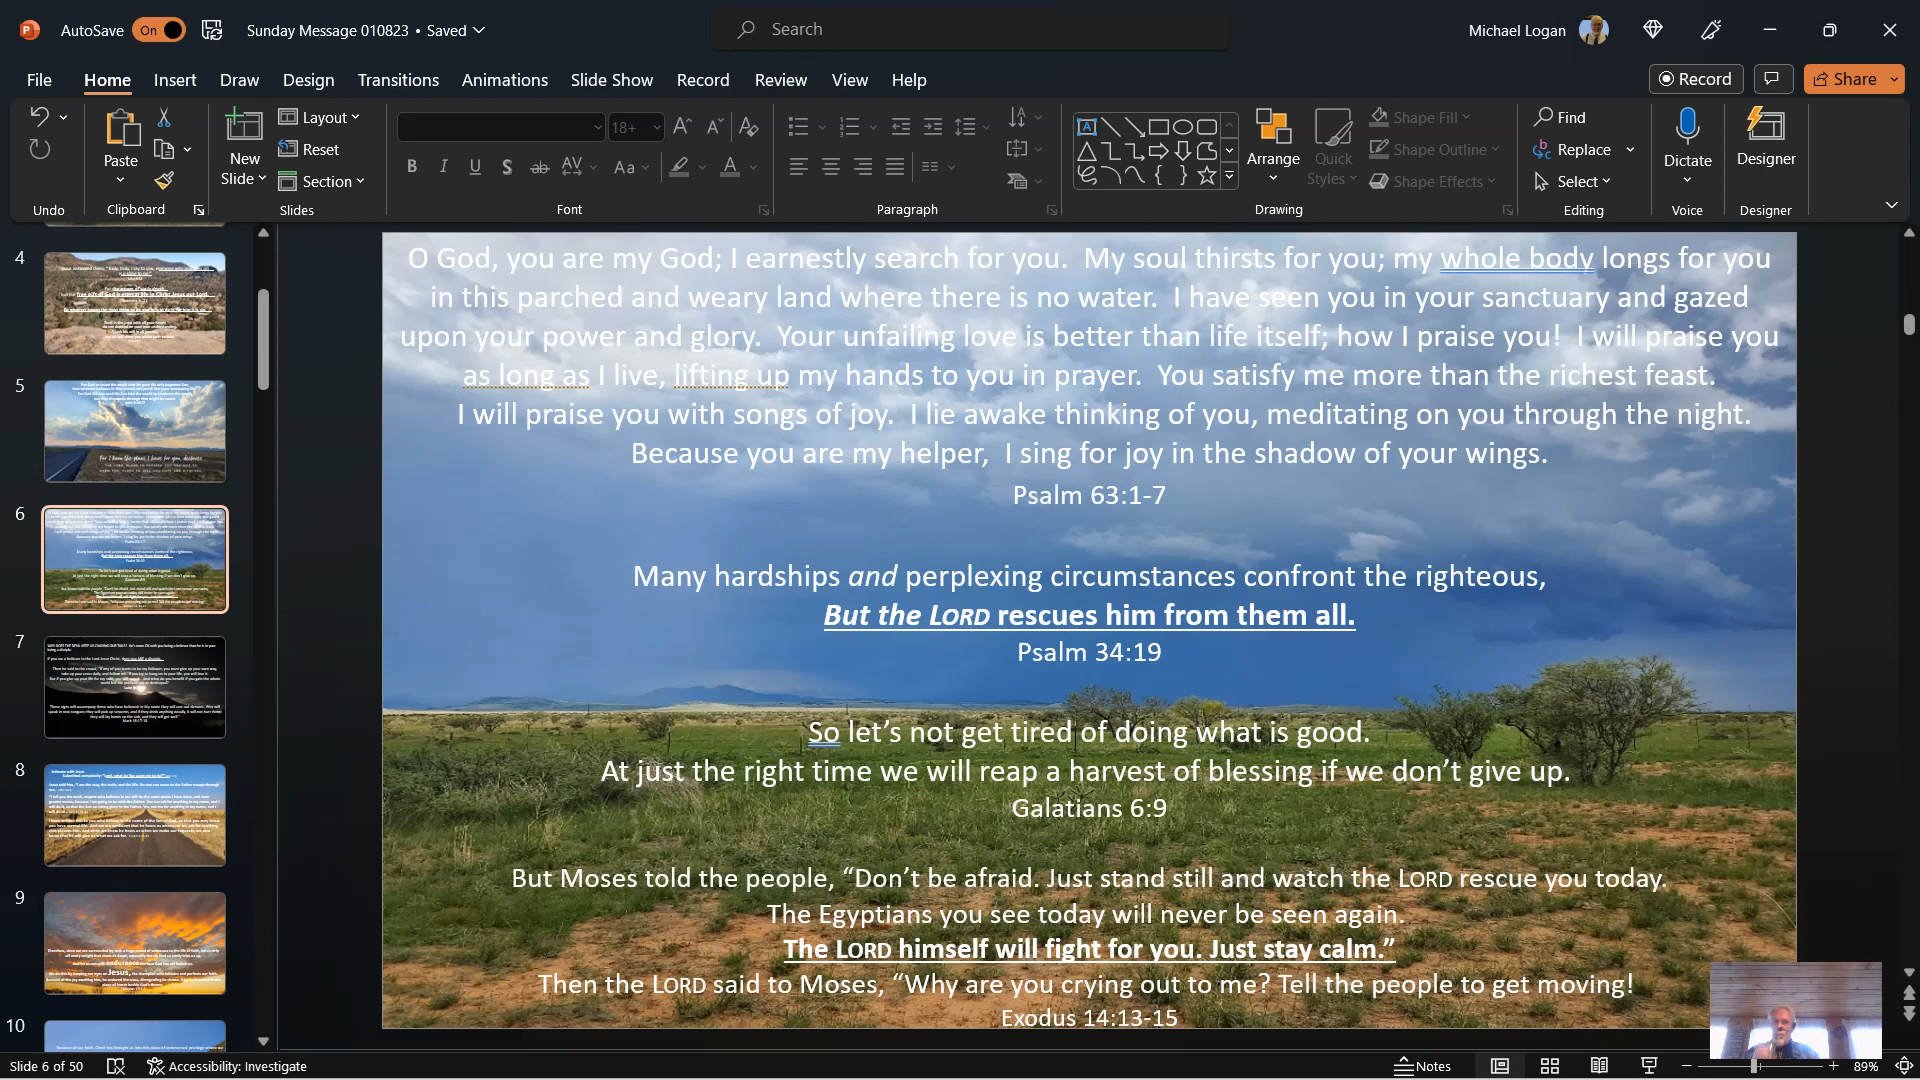 AutoSave On Sunday Message 010823 • Saved Search Michael Logan
File Home Insert Draw Design Transitions Animations Slide Show Record Review View Help Record Share
Paste
New Slide
Layout
Reset
Section
18+
B I U S ab AV Aa A
Arrange
Quick Styles
Shape Fill
Shape Outline
Shape Effects
Find
Replace
Select
Dictate
Designer
Undo Clipboard Slides Font Paragraph Drawing Editing Voice Designer
4
5
6
7
8
9
10
O God, you are my God; I earnestly search for you. My soul thirsts for you; my whole body longs for you
in this parched and weary land where there is no water. I have seen you in your sanctuary and gazed
upon your power and glory. Your unfailing love is better than life itself; how I praise you! I will praise you
as long as I live, lifting up my hands to you in prayer. You satisfy me more than the richest feast.
I will praise you with songs of joy. I lie awake thinking of you, meditating on you through the night.
Because you are my helper, I sing for joy in the shadow of your wings.
Psalm 63:1-7
Many hardships and perplexing circumstances confront the righteous,
But the LORD rescues him from them all.
Psalm 34:19
So let’s not get tired of doing what is good.
At just the right time we will reap a harvest of blessing if we don’t give up.
Galatians 6:9
But Moses told the people, “Don’t be afraid. Just stand still and watch the LORD rescue you today.
The Egyptians you see today will never be seen again.
The LORD himself will fight for you. Just stay calm.”
Then the LORD said to Moses, “Why are you crying out to me? Tell the people to get moving!
Exodus 14:13-15
Slide 6 of 50 Accessibility: Investigate Notes 89%